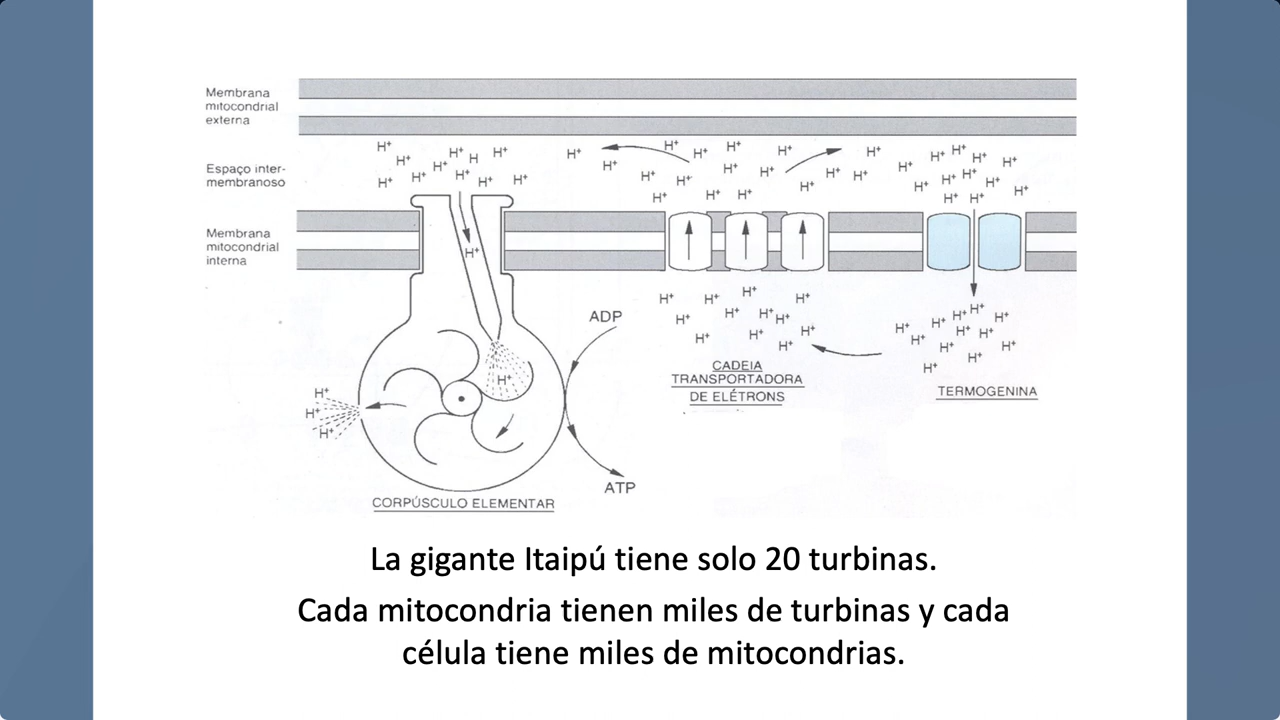 Membrana
mitocondrial
externa
Espaço inter-
membranoso
Membrana
mitocondrial
interna
H⁺ H⁺ H⁺ H⁺ H H⁺ H⁺ H⁺ H⁺ H⁺ H⁺
H⁺ H⁺ H⁺ H⁺ H⁺ H⁺ H⁺ H⁺ H⁺ H⁺ H⁺ H⁺ H⁺ H⁺ H⁺
H⁺ H⁺ H⁺ H⁺ H⁺ H⁺ H⁺ H⁺ H⁺ H⁺ H⁺ H⁺
H⁺
H⁺ H⁺ H⁺ H⁺ H⁺ H⁺ H⁺ H⁺ H⁺ H⁺ H⁺
H⁺ H⁺ H⁺ H⁺ H⁺ H⁺ H⁺ H⁺ H⁺ H⁺ H⁺ H⁺
ADP
CADEIA
TRANSPORTADORA
DE ELÉTRONS
TERMOGENINA
H⁺
H⁺
H⁺
H⁺
ATP
CORPÚSCULO ELEMENTAR
La gigante Itaipú tiene solo 20 turbinas.
Cada mitocondria tienen miles de turbinas y cada
célula tiene miles de mitocondrias.